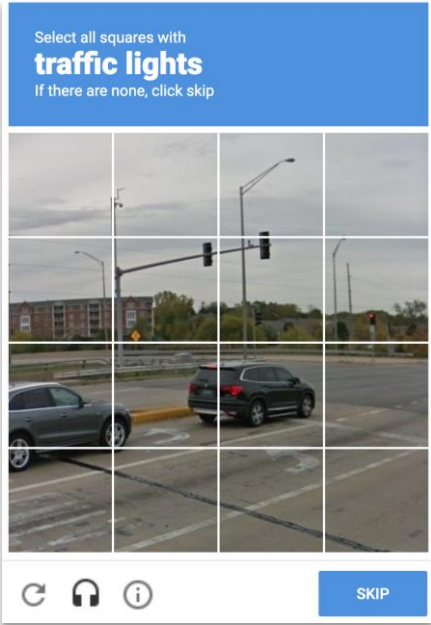 Select all squares with
traffic lights
If there are none, click skip
SKIP